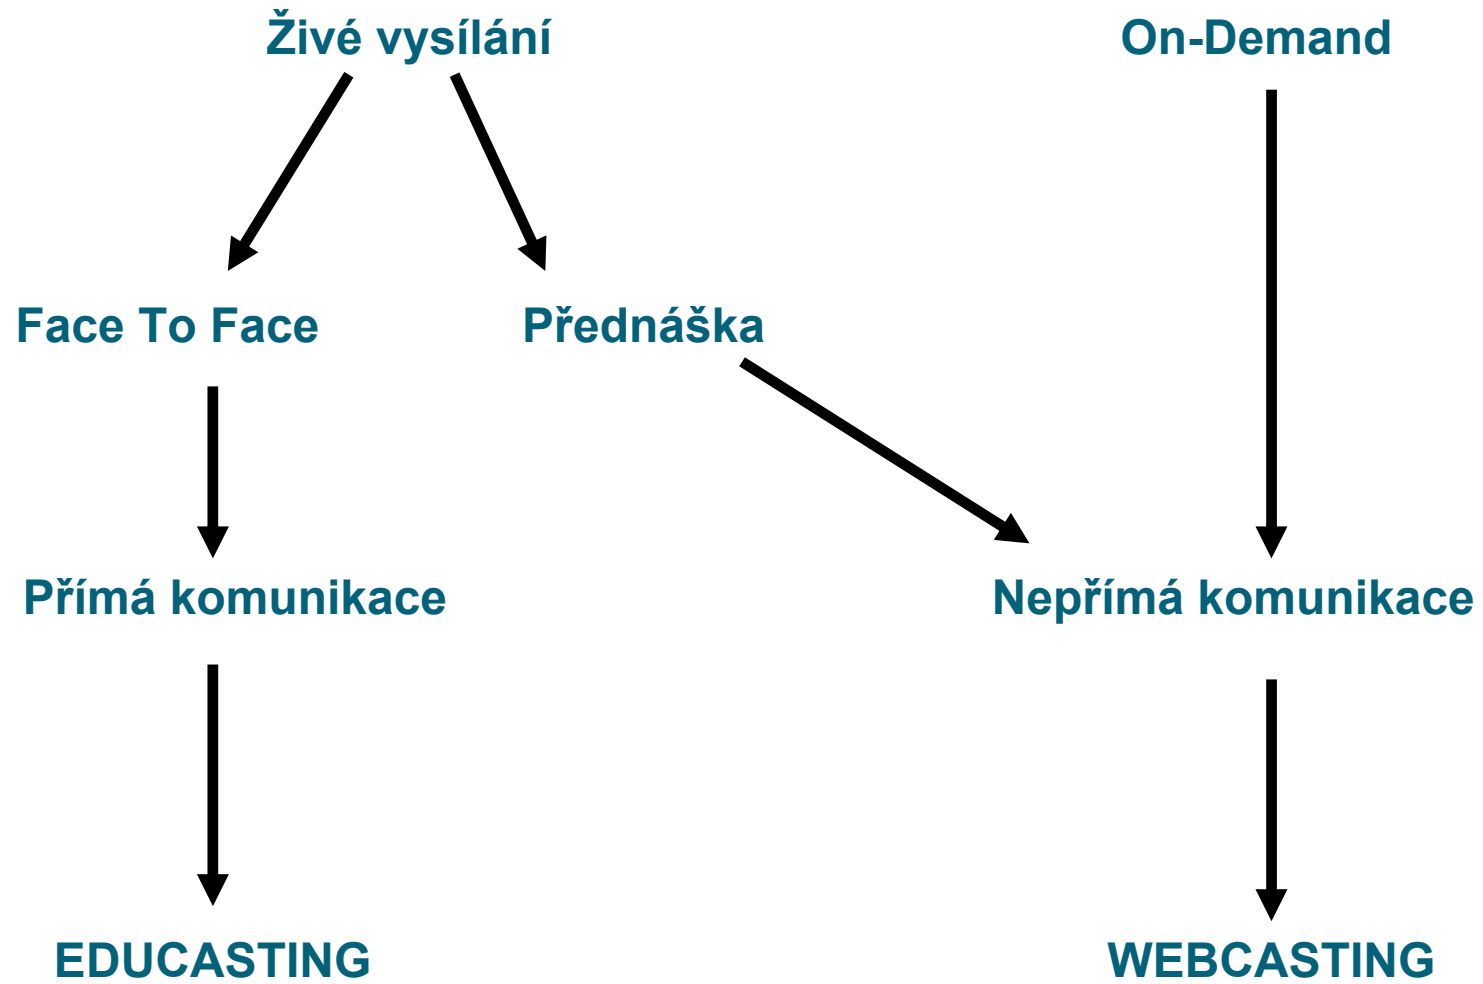 Živé vysílání
On-Demand
Face To Face
Přednáška
Přímá komunikace
Nepřímá komunikace
EDUCASTING
WEBCASTING